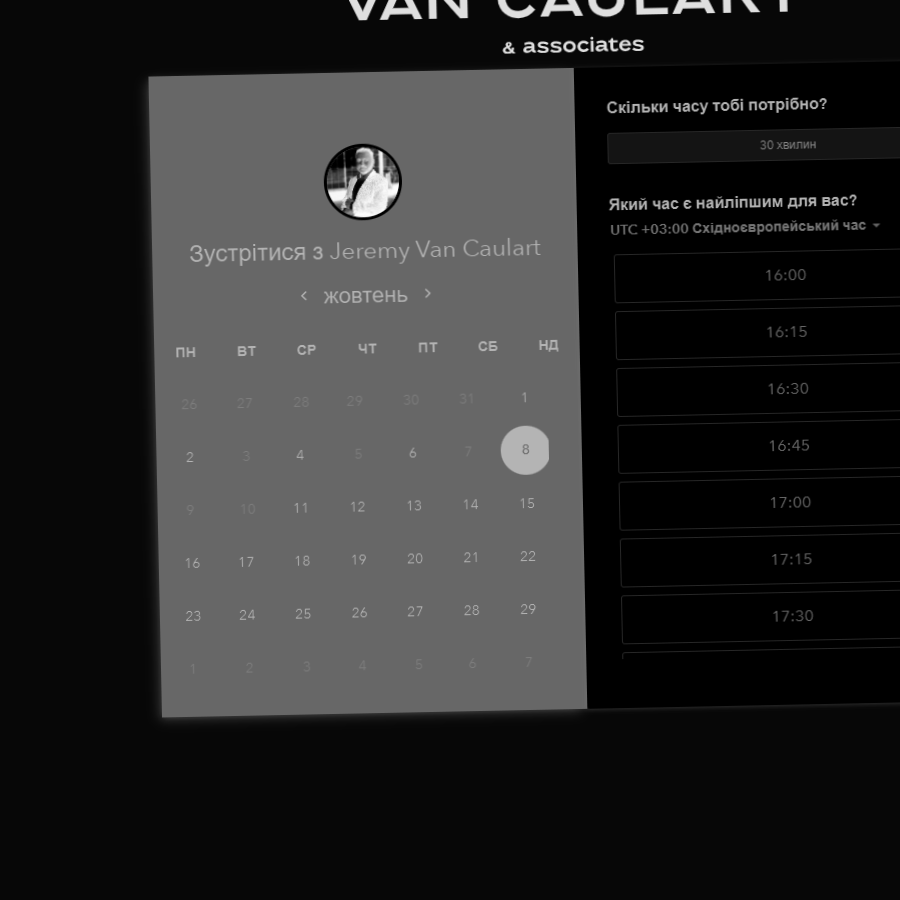 VAN CAULART
& associates
Зустрітися з Jeremy Van Caulart
жовтень
ПН ВТ СР ЧТ ПТ СБ НД
26 27 28 29 30 31 1
2 3 4 5 6 7 8
9 10 11 12 13 14 15
16 17 18 19 20 21 22
23 24 25 26 27 28 29
1 2 3 4 5 6 7
Скільки часу тобі потрібно?
30 хвилин
Який час є найліпшим для вас?
UTC +03:00 Східноєвропейський час
16:00
16:15
16:30
16:45
17:00
17:15
17:30